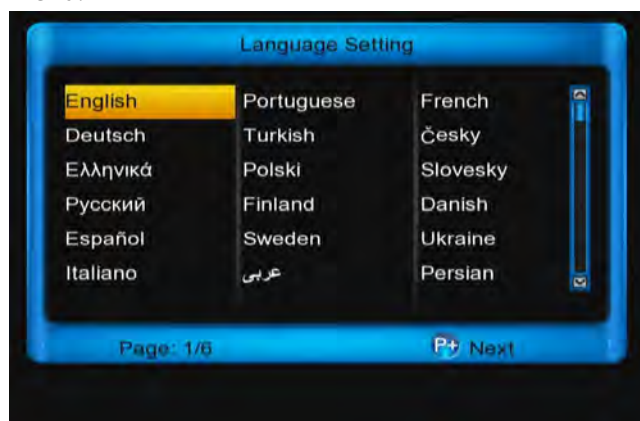 Language Setting
English Portuguese French
Deutsch Turkish Česky
Ελληνικά Polski Slovesky
Русский Finland Danish
Español Sweden Ukraine
Italiano عربى Persian
Page: 1/6 P+ Next